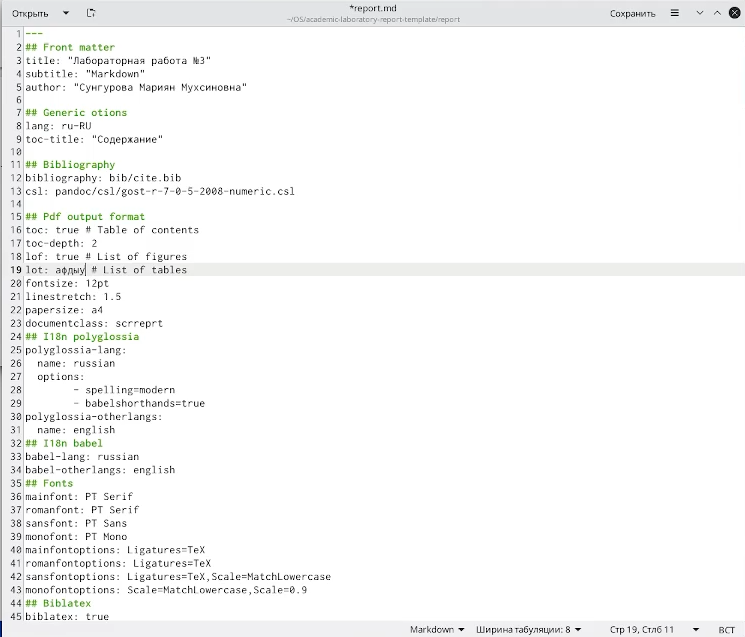 Открыть
*report.md
~/OS/academic-laboratory-report-template/report
Сохранить
1 ---
2 ## Front matter
3 title: "Лабораторная работа №3"
4 subtitle: "Markdown"
5 author: "Сунгурова Мариян Мухсиновна"
6
7 ## Generic otions
8 lang: ru-RU
9 toc-title: "Содержание"
10
11 ## Bibliography
12 bibliography: bib/cite.bib
13 csl: pandoc/csl/gost-r-7-0-5-2008-numeric.csl
14
15 ## Pdf output format
16 toc: true # Table of contents
17 toc-depth: 2
18 lof: true # List of figures
19 lot: афдыу # List of tables
20 fontsize: 12pt
21 linestretch: 1.5
22 papersize: a4
23 documentclass: scrreprt
24 ## I18n polyglossia
25 polyglossia-lang:
26   name: russian
27   options:
28         - spelling=modern
29         - babelshorthands=true
30 polyglossia-otherlangs:
31   name: english
32 ## I18n babel
33 babel-lang: russian
34 babel-otherlangs: english
35 ## Fonts
36 mainfont: PT Serif
37 romanfont: PT Serif
38 sansfont: PT Sans
39 monofont: PT Mono
40 mainfontoptions: Ligatures=TeX
41 romanfontoptions: Ligatures=TeX
42 sansfontoptions: Ligatures=TeX,Scale=MatchLowercase
43 monofontoptions: Scale=MatchLowercase,Scale=0.9
44 ## Biblatex
45 biblatex: true
Markdown Ширина табуляции: 8 Стр 19, Стлб 11 ВСТ